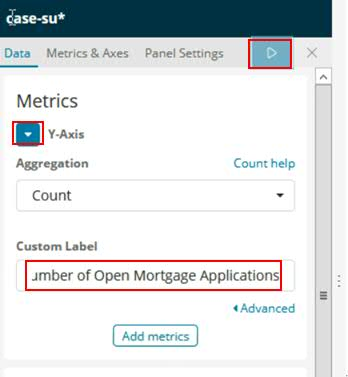 case-su*
Data Metrics & Axes Panel Settings
Metrics
Y-Axis
Aggregation Count help
Count
Custom Label
umber of Open Mortgage Applications
Advanced
Add metrics